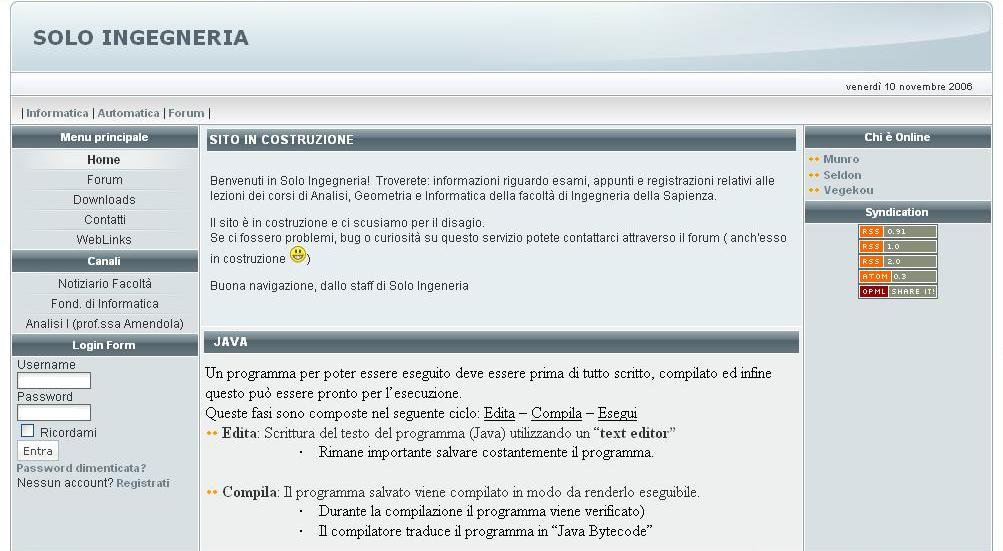 SOLO INGEGNERIA
venerdì 10 novembre 2006
| Informatica | Automatica | Forum |
Menu principale
Home
Forum
Downloads
Contatti
WebLinks
Canali
Notiziario Facoltà
Fond. di Informatica
Analisi I (prof.ssa Amendola)
Login Form
Username
Password
Ricordami
Entra
Password dimenticata?
Nessun account? Registrati
SITO IN COSTRUZIONE
Benvenuti in Solo Ingegneria! Troverete: informazioni riguardo esami, appunti e registrazioni relativi alle
lezioni dei corsi di Analisi, Geometria e Informatica della facoltà di Ingegneria della Sapienza.
Il sito è in costruzione e ci scusiamo per il disagio.
Se ci fossero problemi, bug o curiosità su questo servizio potete contattarci attraverso il forum ( anch'esso
in costruzione )
Buona navigazione, dallo staff di Solo Ingeneria
JAVA
Un programma per poter essere eseguito deve essere prima di tutto scritto, compilato ed infine
questo può essere pronto per l’esecuzione.
Queste fasi sono composte nel seguente ciclo: Edita – Compila – Esegui
Edita: Scrittura del testo del programma (Java) utilizzando un “text editor”
· Rimane importante salvare costantemente il programma.
Compila: Il programma salvato viene compilato in modo da renderlo eseguibile.
· Durante la compilazione il programma viene verificato)
· Il compilatore traduce il programma in “Java Bytecode”
Chi è Online
Munro
Seldon
Vegekou
Syndication
RSS 0.91
RSS 1.0
RSS 2.0
ATOM 0.3
OPML SHARE IT!